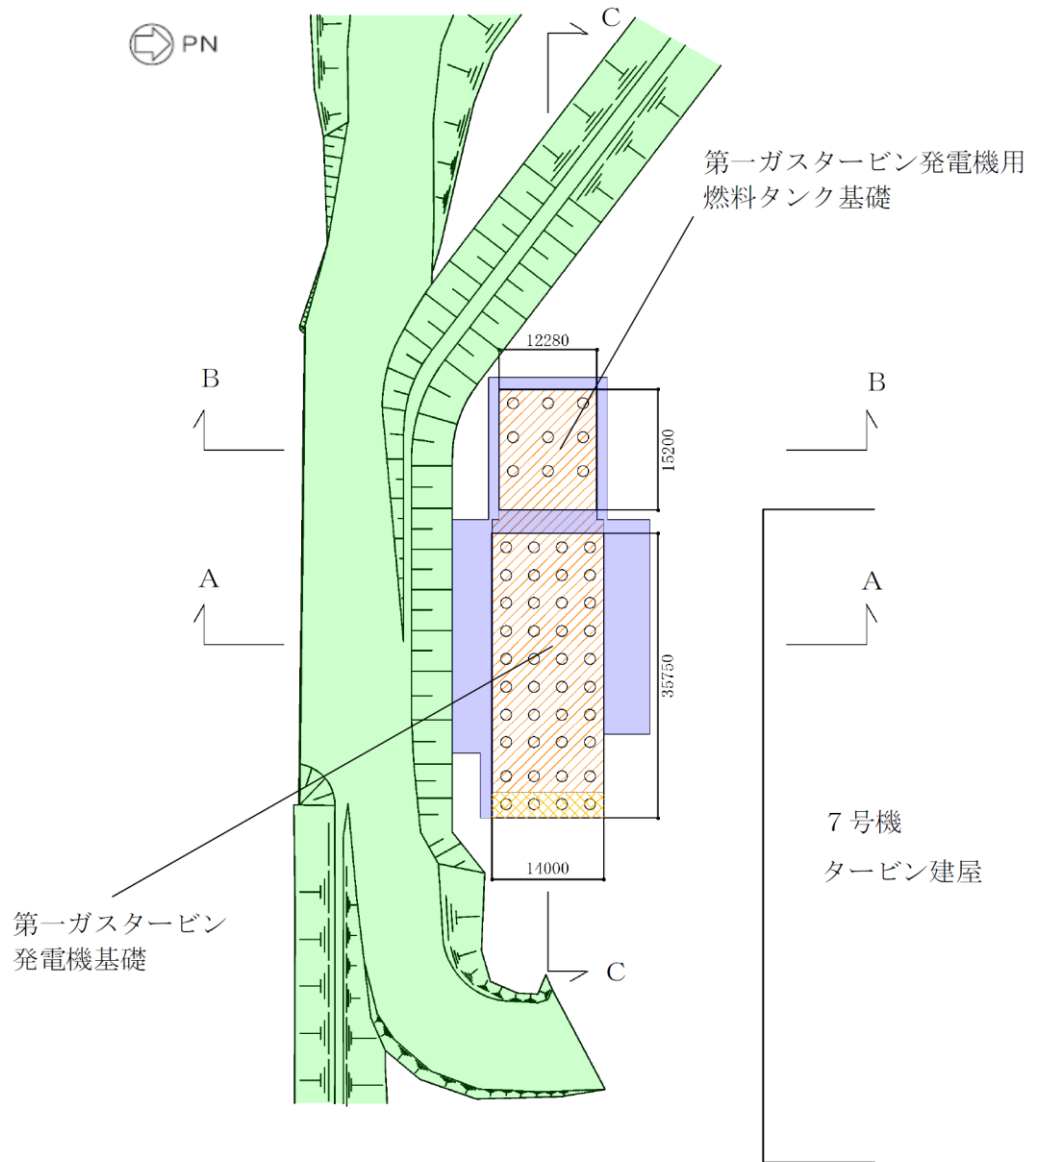 C
PN
第一ガスタービン発電機用
燃料タンク基礎
12280
B
B
15200
A
A
35750
7号機
タービン建屋
14000
第一ガスタービン
発電機基礎
C